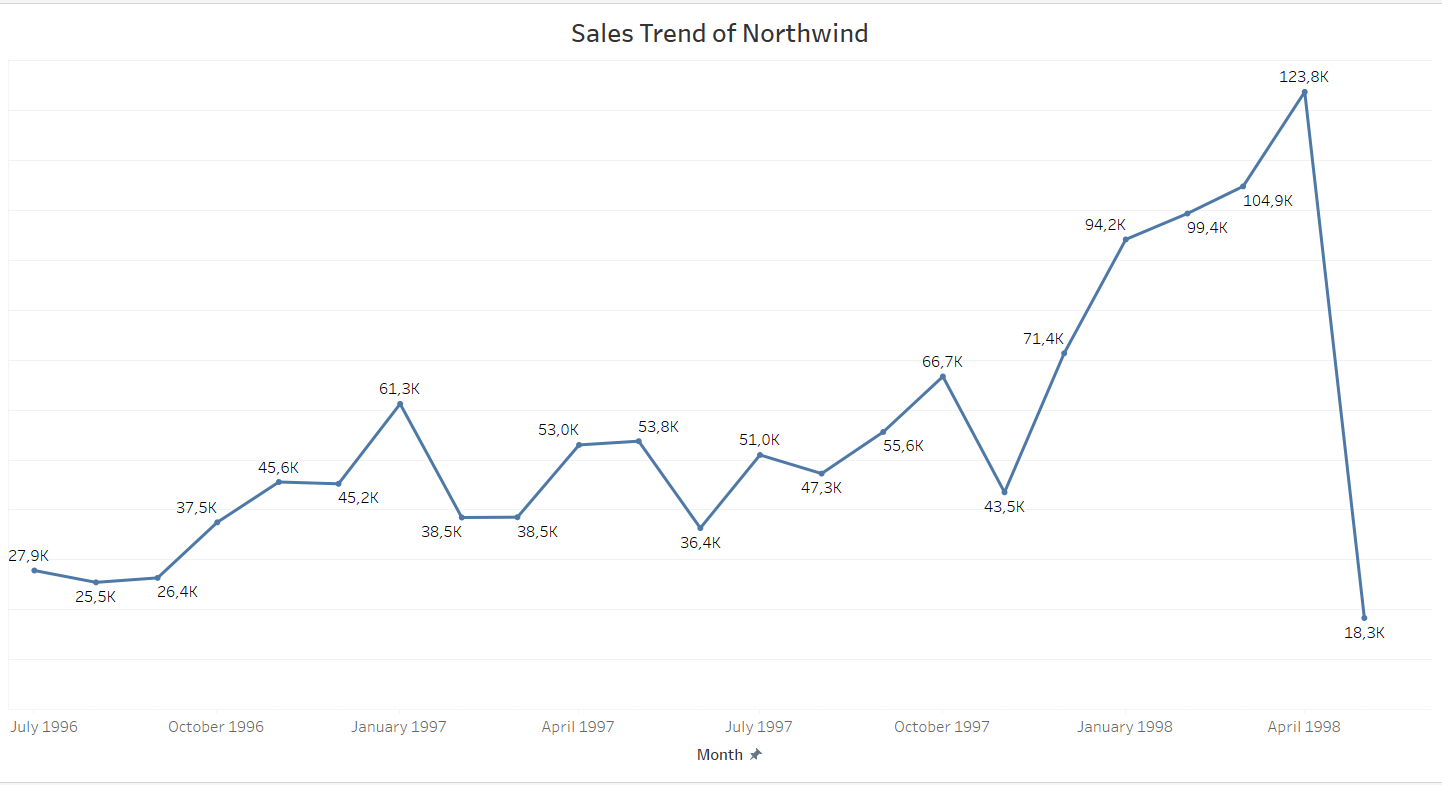 Sales Trend of Northwind
123,8K
104,9K
94,2K
99,4K
71,4K
66,7K
61,3K
53,0K
53,8K
51,0K
55,6K
45,6K
47,3K
45,2K
37,5K
43,5K
38,5K
38,5K
36,4K
27,9K
25,5K
26,4K
18,3K
July 1996
October 1996
January 1997
April 1997
July 1997
October 1997
January 1998
April 1998
Month